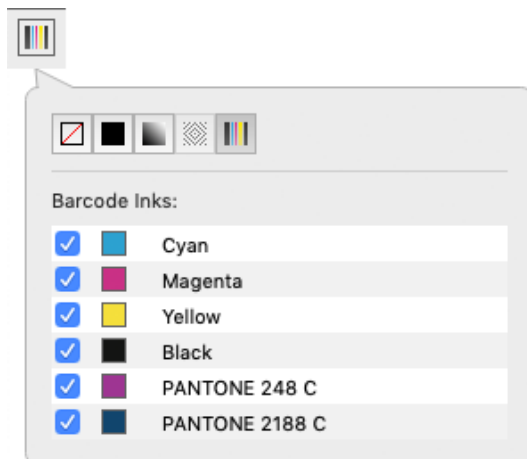 Barcode Inks:
Cyan
Magenta
Yellow
Black
PANTONE 248 C
PANTONE 2188 C